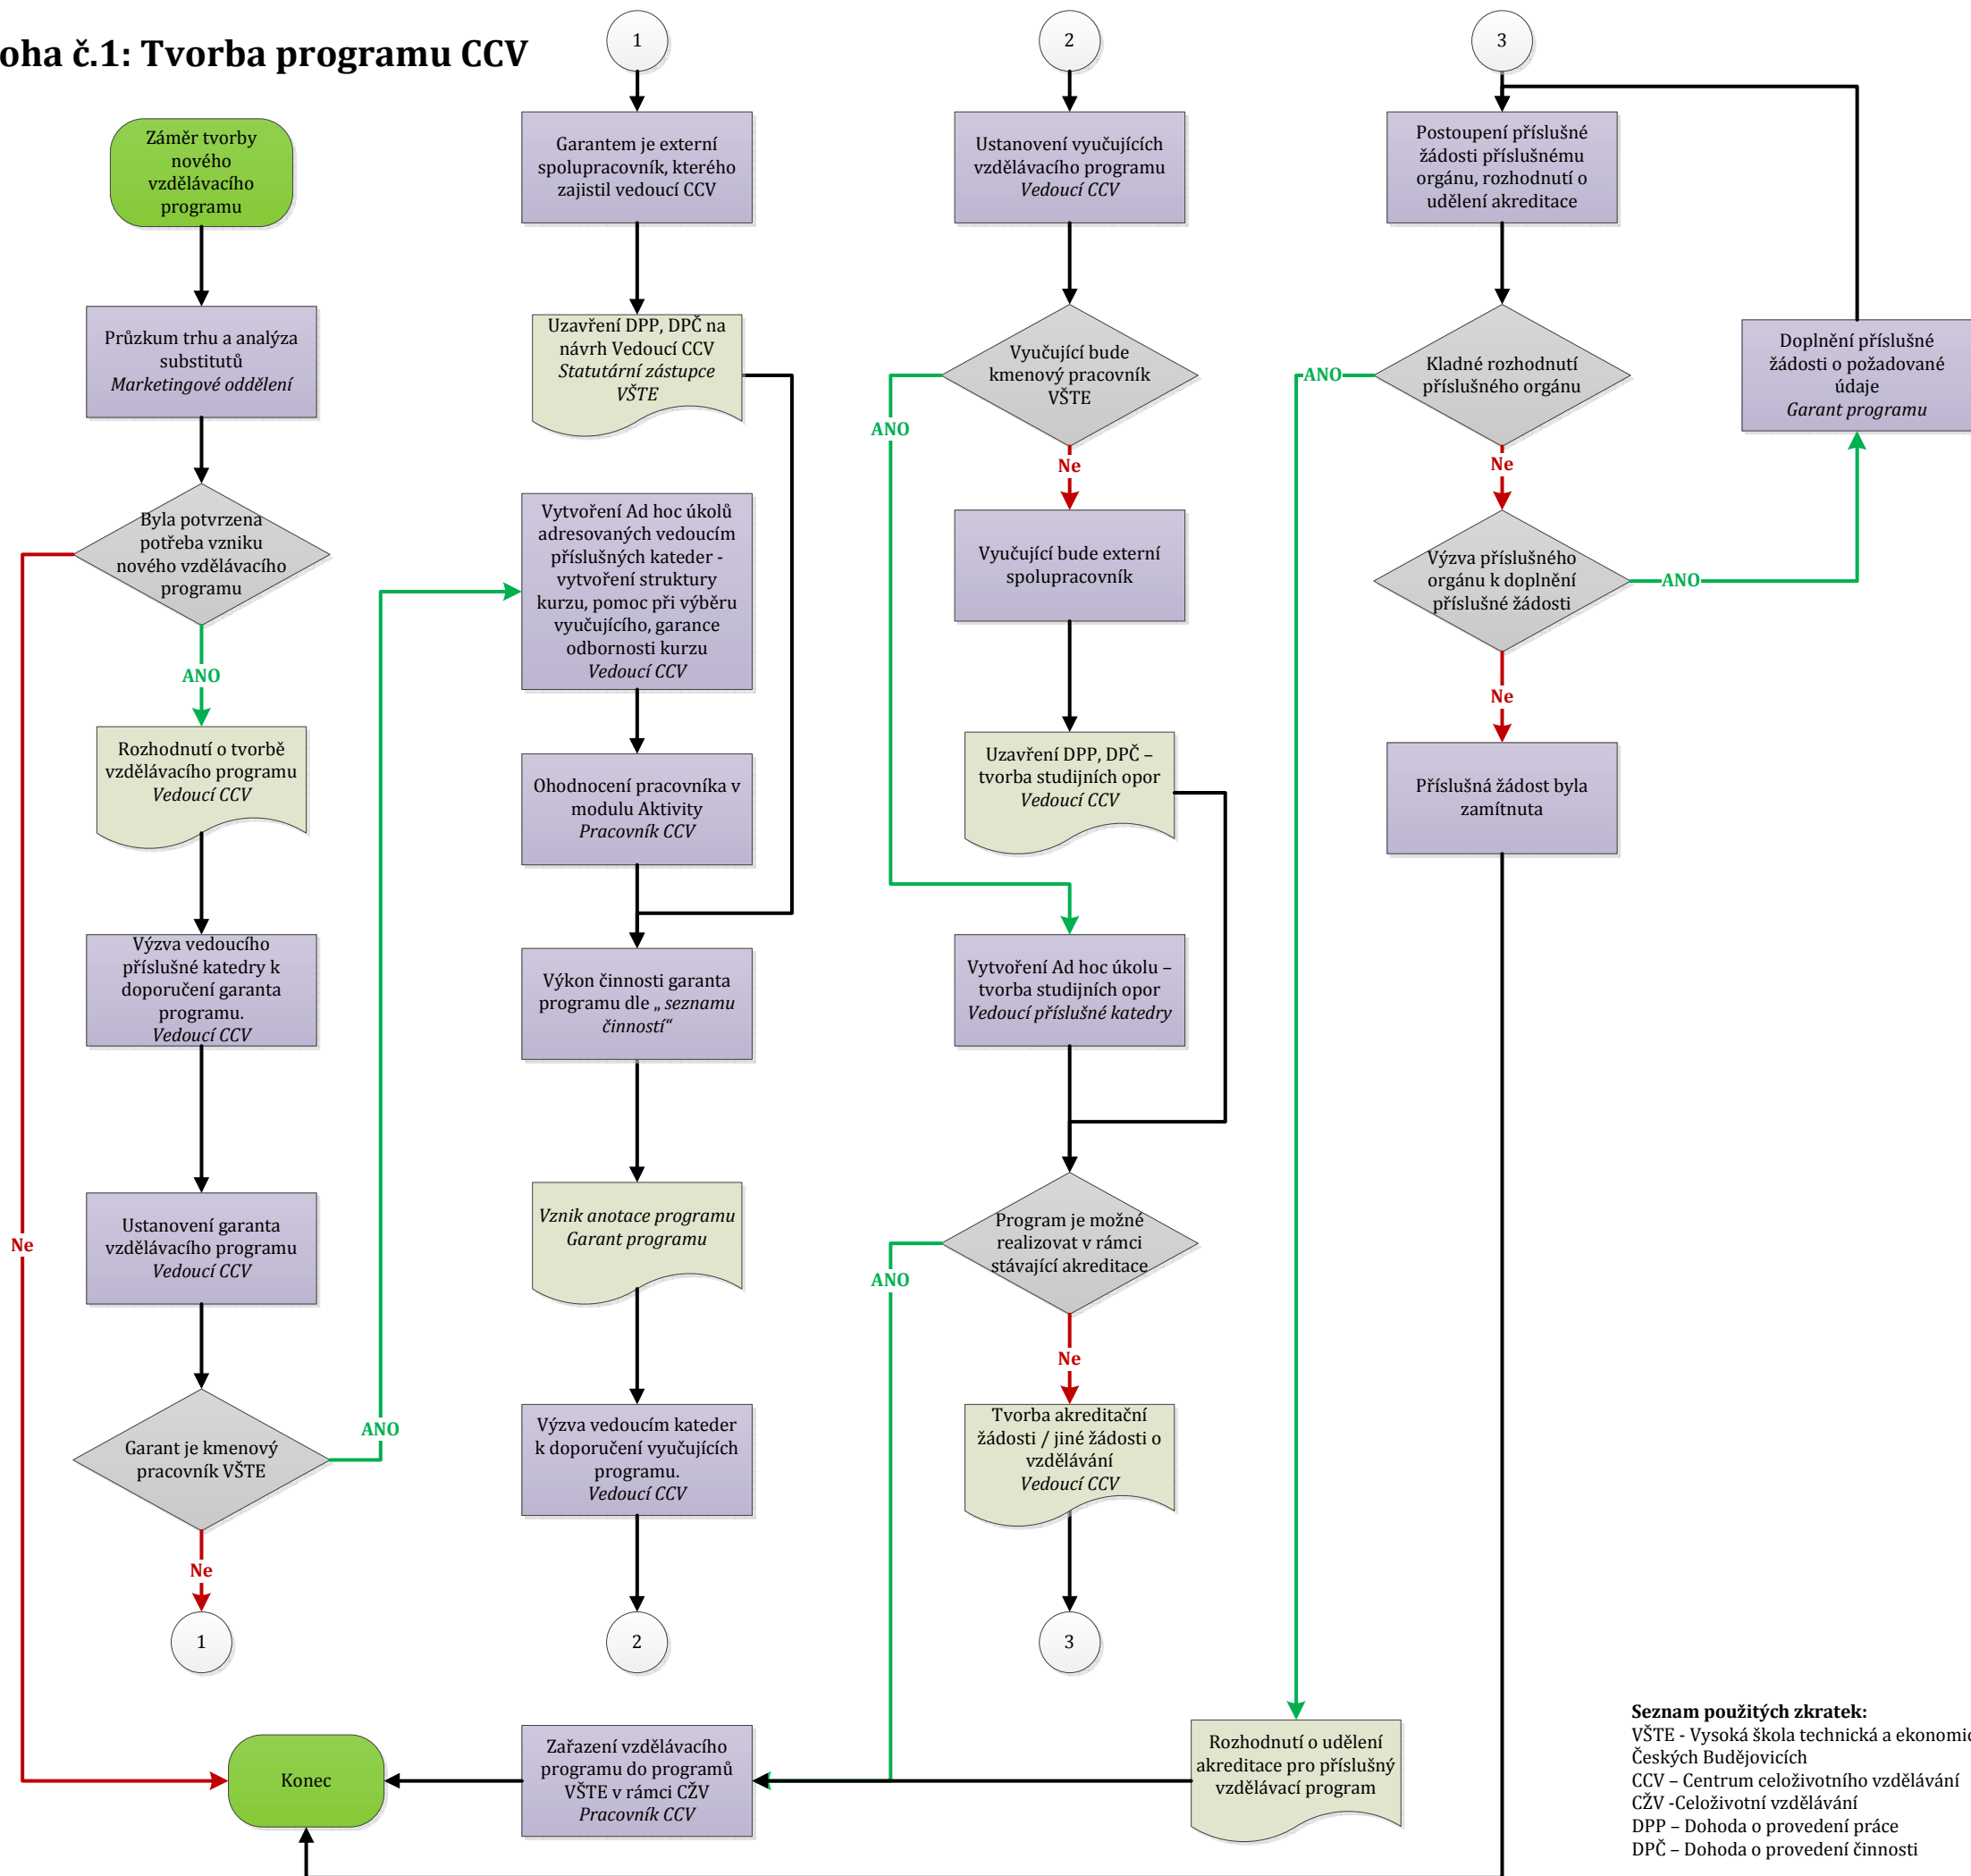 oha č.1: Tvorba programu CCV
Záměr tvorby
nového
vzdělávacího
programu
Průzkum trhu a analýza
substitutů
Marketingové oddělení
Byla potvrzena
potřeba vzniku
nového vzdělávacího
programu
Ne
ANO
Rozhodnutí o tvorbě
vzdělávacího programu
Vedoucí CCV
Výzva vedoucího
příslušné katedry k
doporučení garanta
programu.
Vedoucí CCV
Ustanovení garanta
vzdělávacího programu
Vedoucí CCV
Garant je kmenový
pracovník VŠTE
ANO
Ne
1
1
Garantem je externí
spolupracovník, kterého
zajistil vedoucí CCV
Uzavření DPP, DPČ na
návrh Vedoucí CCV
Statutární zástupce
VŠTE
Vytvoření Ad hoc úkolů
adresovaných vedoucím
příslušných kateder -
vytvoření struktury
kurzu, pomoc při výběru
vyučujícího, garance
odbornosti kurzu
Vedoucí CCV
Ohodnocení pracovníka v
modulu Aktivity
Pracovník CCV
Výkon činnosti garanta
programu dle „ seznamu
činností“
Vznik anotace programu
Garant programu
Výzva vedoucím kateder
k doporučení vyučujících
programu.
Vedoucí CCV
2
2
Ustanovení vyučujících
vzdělávacího programu
Vedoucí CCV
Vyučující bude
kmenový pracovník
VŠTE
ANO
Ne
Vyučující bude externí
spolupracovník
Uzavření DPP, DPČ –
tvorba studijních opor
Vedoucí CCV
Vytvoření Ad hoc úkolu –
tvorba studijních opor
Vedoucí příslušné katedry
Program je možné
realizovat v rámci
stávající akreditace
ANO
Ne
Tvorba akreditační
žádosti / jiné žádosti o
vzdělávání
Vedoucí CCV
3
3
Postoupení příslušné
žádosti příslušnému
orgánu, rozhodnutí o
udělení akreditace
Kladné rozhodnutí
příslušného orgánu
ANO
Ne
Výzva příslušného
orgánu k doplnění
příslušné žádosti
ANO
Ne
Doplnění příslušné
žádosti o požadované
údaje
Garant programu
Příslušná žádost byla
zamítnuta
Rozhodnutí o udělení
akreditace pro příslušný
vzdělávací program
Zařazení vzdělávacího
programu do programů
VŠTE v rámci CŽV
Pracovník CCV
Konec
Seznam použitých zkratek:
VŠTE - Vysoká škola technická a ekonomic
Českých Budějovicích
CCV – Centrum celoživotního vzdělávání
CŽV -Celoživotní vzdělávání
DPP – Dohoda o provedení práce
DPČ – Dohoda o provedení činnosti